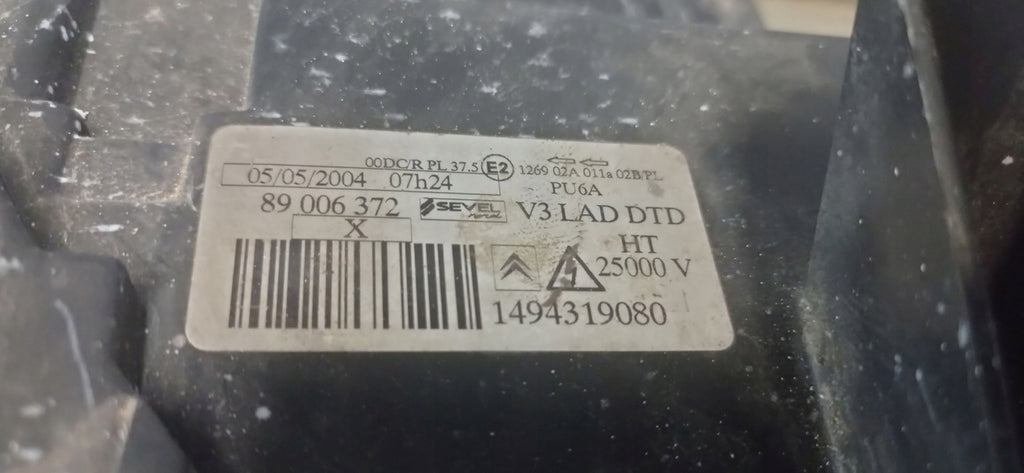 00DC/R PL 37.5 E2 1269 02A 011a 02B/PL
05/05/2004 07h24 PU6A
89 006 372 SEVEL V3 LAD DTD
X HT
25000 V
1494319080